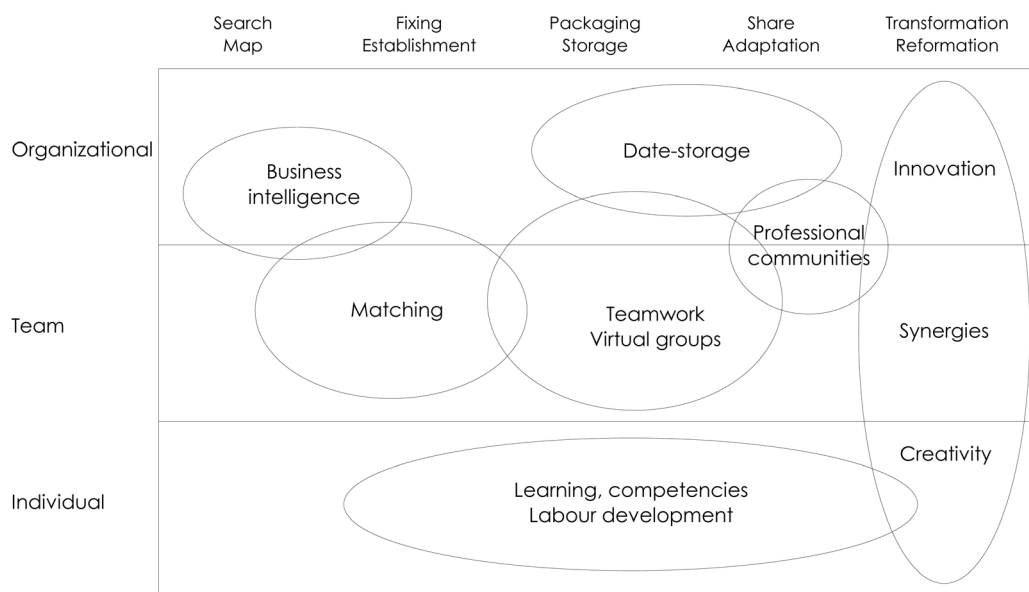 Search
Map
Fixing
Establishment
Packaging
Storage
Share
Adaptation
Transformation
Reformation
Organizational
Business
intelligence
Date-storage
Innovation
Professional
communities
Team
Matching
Teamwork
Virtual groups
Synergies
Creativity
Individual
Learning, competencies
Labour development